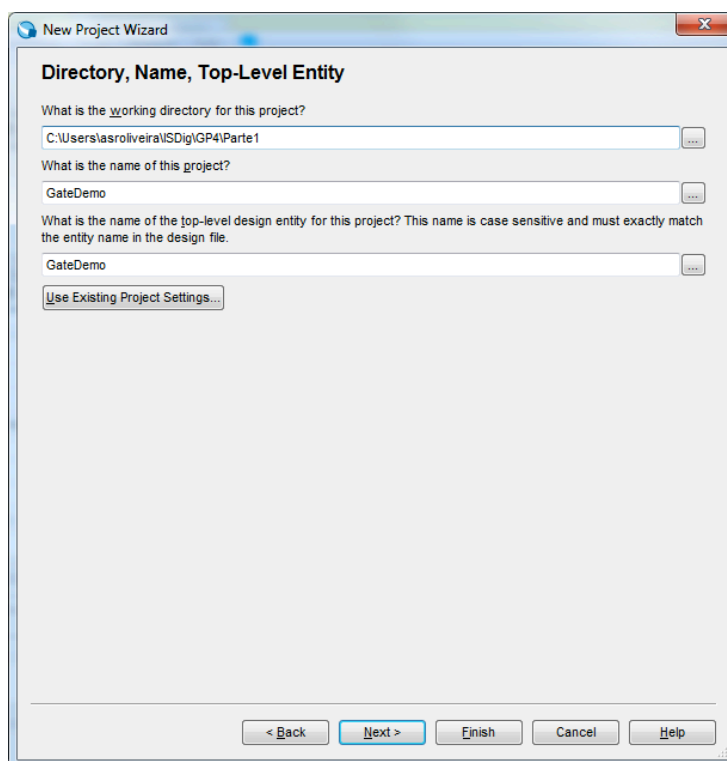 New Project Wizard
Directory, Name, Top-Level Entity
What is the working directory for this project?
C:\Users\asroliveira\ISDig\GP4\Parte1
...
What is the name of this project?
GateDemo
...
What is the name of the top-level design entity for this project? This name is case sensitive and must exactly match
the entity name in the design file.
GateDemo
...
Use Existing Project Settings...
< Back Next > Finish Cancel Help